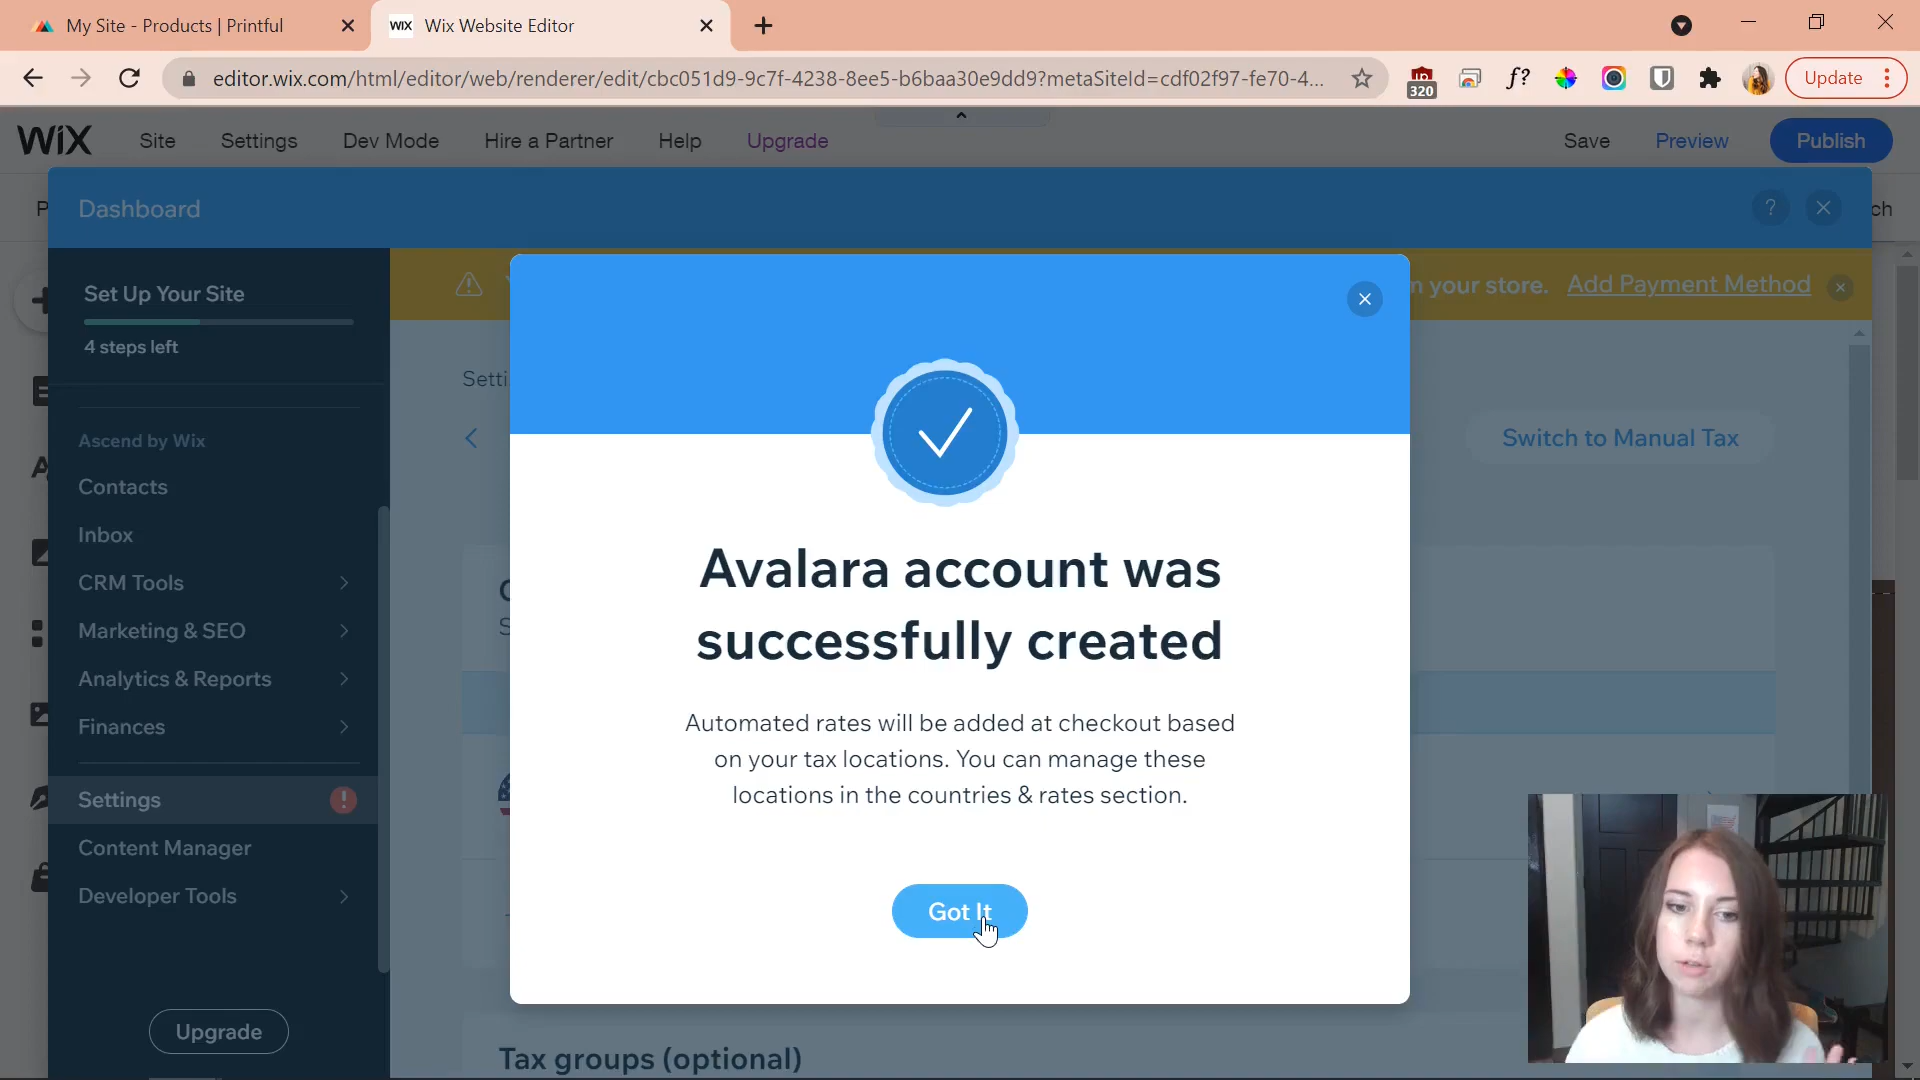 My Site - Products | Printful
WiX Wix Website Editor
editor.wix.com/html/editor/web/renderer/edit/cbc051d9-9c7f-4238-8ee5-b6baa30e9dd9?metaSiteId=cdf02f97-fe70-4...
320
f?
Update
WiX Site Settings Dev Mode Hire a Partner Help Upgrade Save Preview Publish
Dashboard
?
ch
Set Up Your Site
4 steps left
n your store. Add Payment Method
Setti
Switch to Manual Tax
Ascend by Wix
Contacts
Inbox
CRM Tools
Marketing & SEO
Analytics & Reports
Finances
Settings
Content Manager
Developer Tools
Upgrade
Avalara account was
successfully created
Automated rates will be added at checkout based
on your tax locations. You can manage these
locations in the countries & rates section.
Got It
Tax groups (optional)